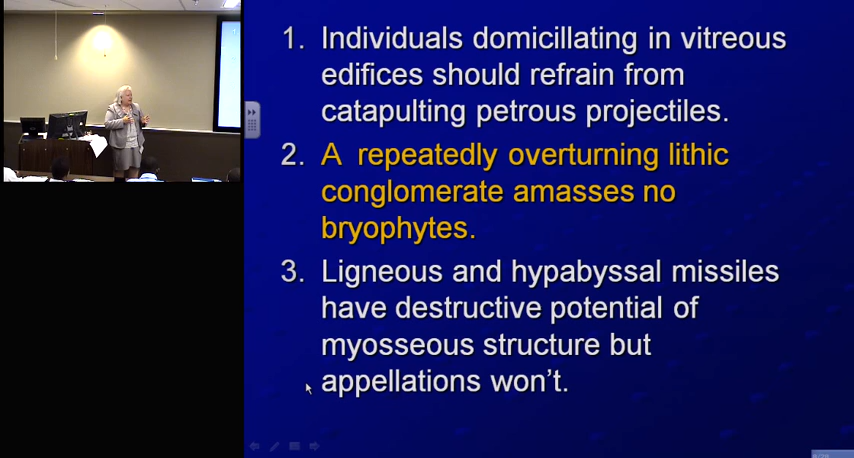 1. Individuals domicillating in vitreous
edifices should refrain from
catapulting petrous projectiles.
2. A repeatedly overturning lithic
conglomerate amasses no
bryophytes.
3. Ligneous and hypabyssal missiles
have destructive potential of
myosseous structure but
appellations won't.